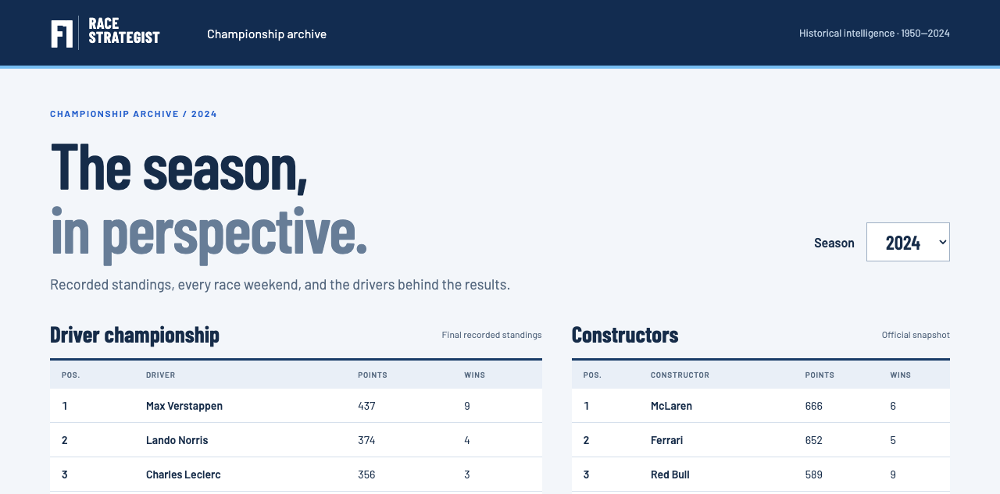 F1
RACE
STRATEGIST
Championship archive
Historical intelligence · 1950—2024
CHAMPIONSHIP ARCHIVE / 2024
The season,
in perspective.
Season
2024
Recorded standings, every race weekend, and the drivers behind the results.
Driver championship
Final recorded standings
POS. DRIVER POINTS WINS
1 Max Verstappen 437 9
2 Lando Norris 374 4
3 Charles Leclerc 356 3
Constructors
Official snapshot
POS. CONSTRUCTOR POINTS WINS
1 McLaren 666 6
2 Ferrari 652 5
3 Red Bull 589 9